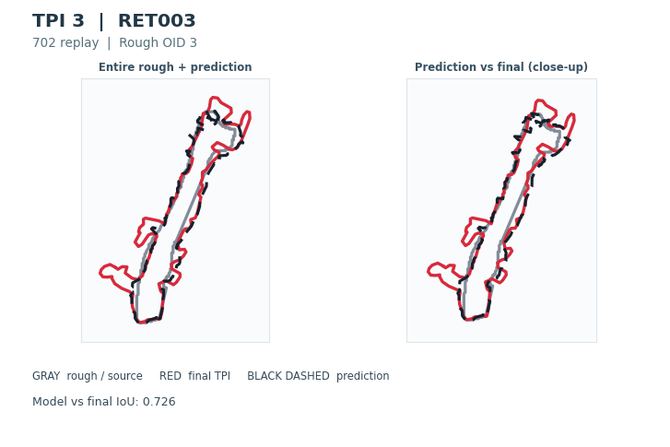 TPI 3 | RET003
702 replay | Rough OID 3
Entire rough + prediction
Prediction vs final (close-up)
GRAY rough / source RED final TPI BLACK DASHED prediction
Model vs final IoU: 0.726